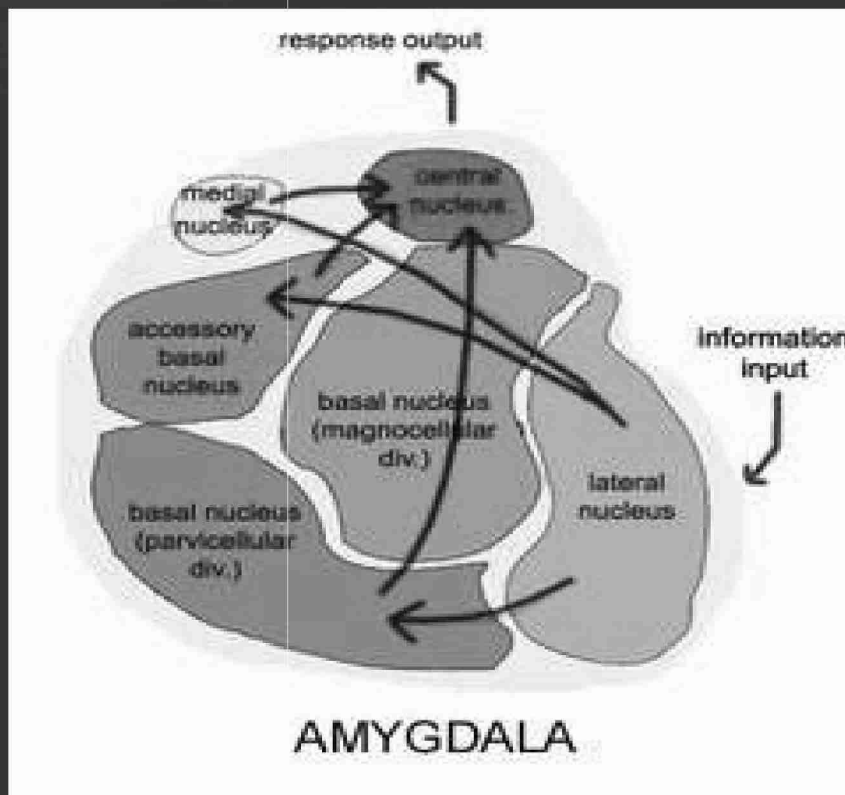 response output
medial
nucleus
central
nucleus
accessory
basal
nucleus
information
input
basal nucleus
(magnocellular
div.)
lateral
nucleus
basal nucleus
(parvicellular
div.)
AMYGDALA